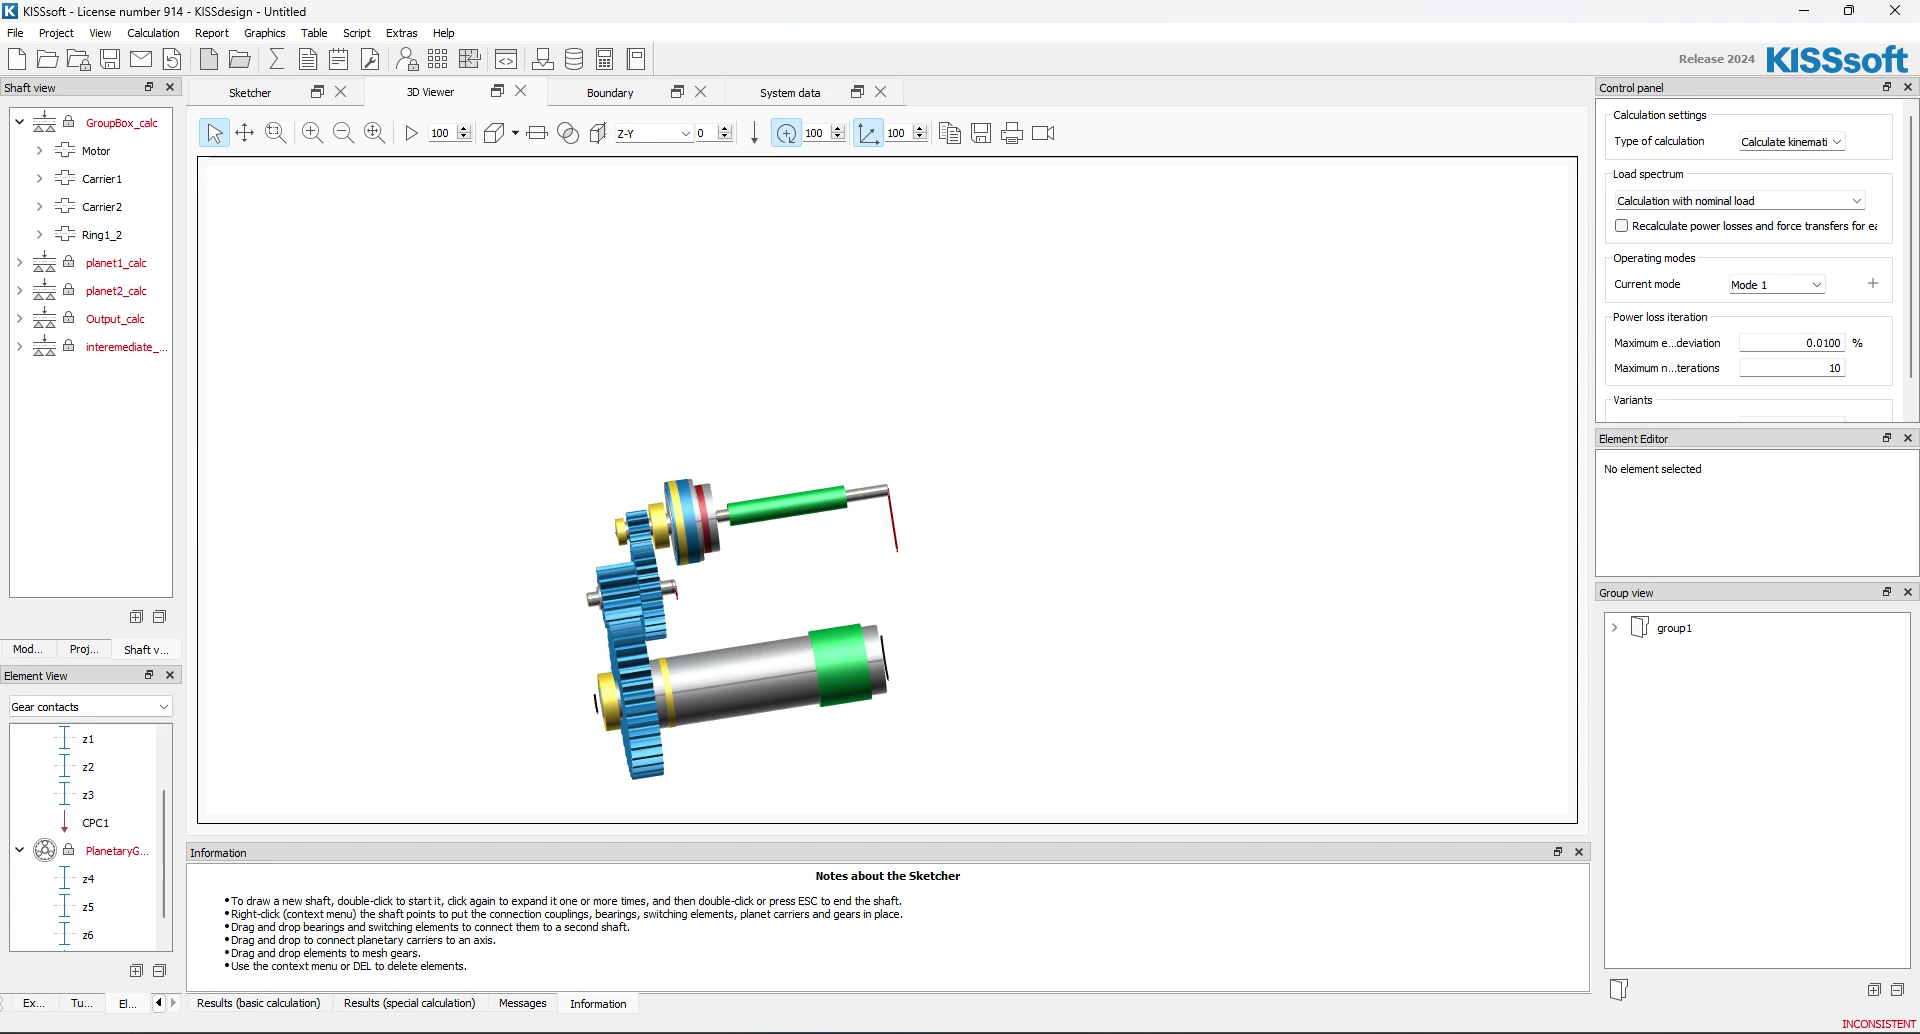 KISSsoft - License number 914 - KISSdesign - Untitled
File Project View Calculation Report Graphics Table Script Extras Help
Release 2024 KISSsoft
Shaft view
GroupBox_calc
Motor
Carrier1
Carrier2
Ring1_2
planet1_calc
planet2_calc
Output_calc
interemediate_...
Mod... Proj... Shaft v...
Element View
Gear contacts
z1
z2
z3
CPC1
PlanetaryG...
z4
z5
z6
Ex... Tu... El...
Sketcher 3D Viewer Boundary System data
100 Z-Y 0 100 100
Information
Notes about the Sketcher
•To draw a new shaft, double-click to start it, click again to expand it one or more times, and then double-click or press ESC to end the shaft.
•Right-click (context menu) the shaft points to put the connection couplings, bearings, switching elements, planet carriers and gears in place.
•Drag and drop bearings and switching elements to connect them to a second shaft.
•Drag and drop to connect planetary carriers to an axis.
•Drag and drop elements to mesh gears.
•Use the context menu or DEL to delete elements.
Results (basic calculation) Results (special calculation) Messages Information
Control panel
Calculation settings
Type of calculation Calculate kinemati
Load spectrum
Calculation with nominal load
Recalculate power losses and force transfers for ea
Operating modes
Current mode Mode 1
Power loss iteration
Maximum e...deviation 0.0100 %
Maximum n...terations 10
Variants
Element Editor
No element selected
Group view
group1
INCONSISTENT